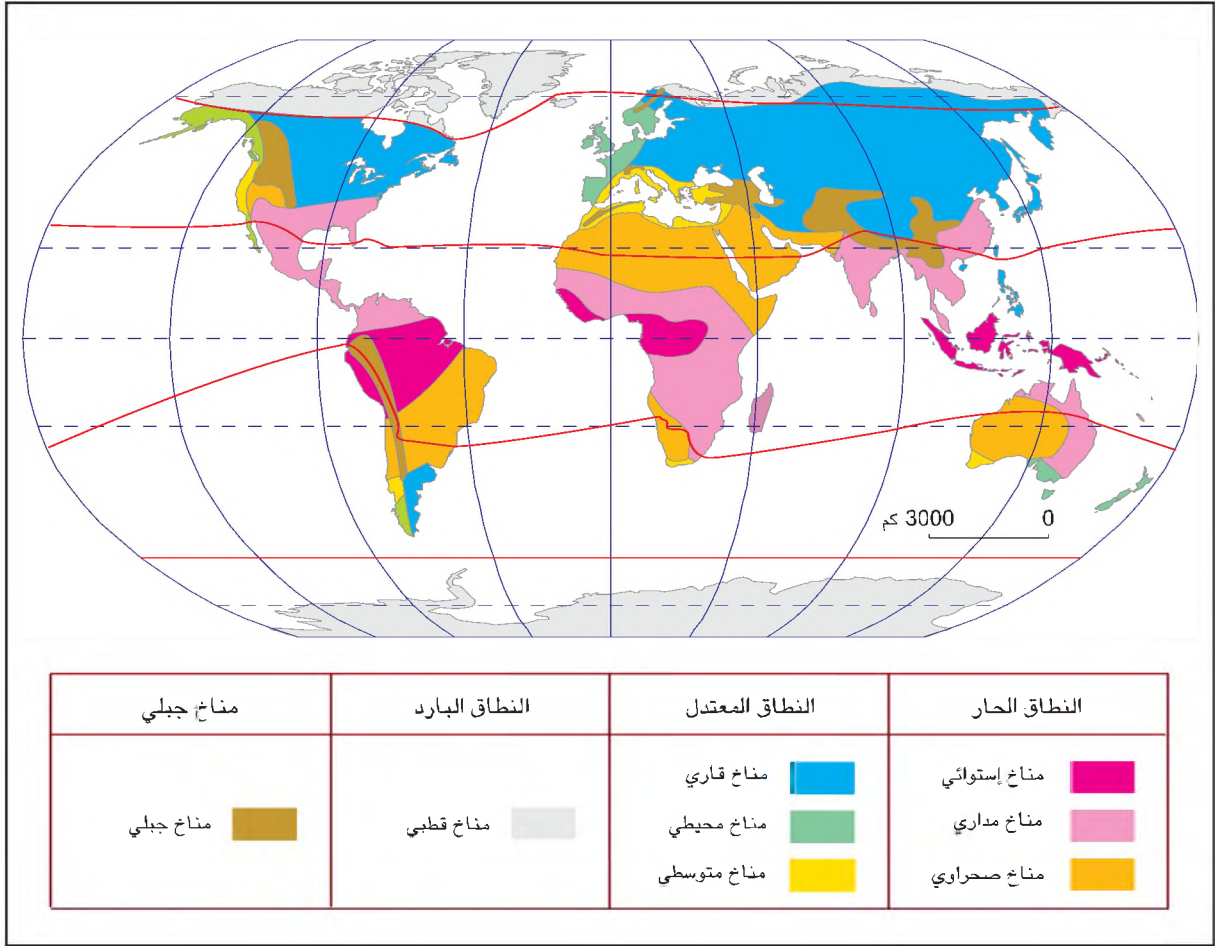 3000 كم
0
النطاق الحار
النطاق المعتدل
النطاق البارد
مناخ جبلي
مناخ إستوائي
مناخ مداري
مناخ صحراوي
مناخ قاري
مناخ محيطي
مناخ متوسطي
مناخ قطبي
مناخ جبلي